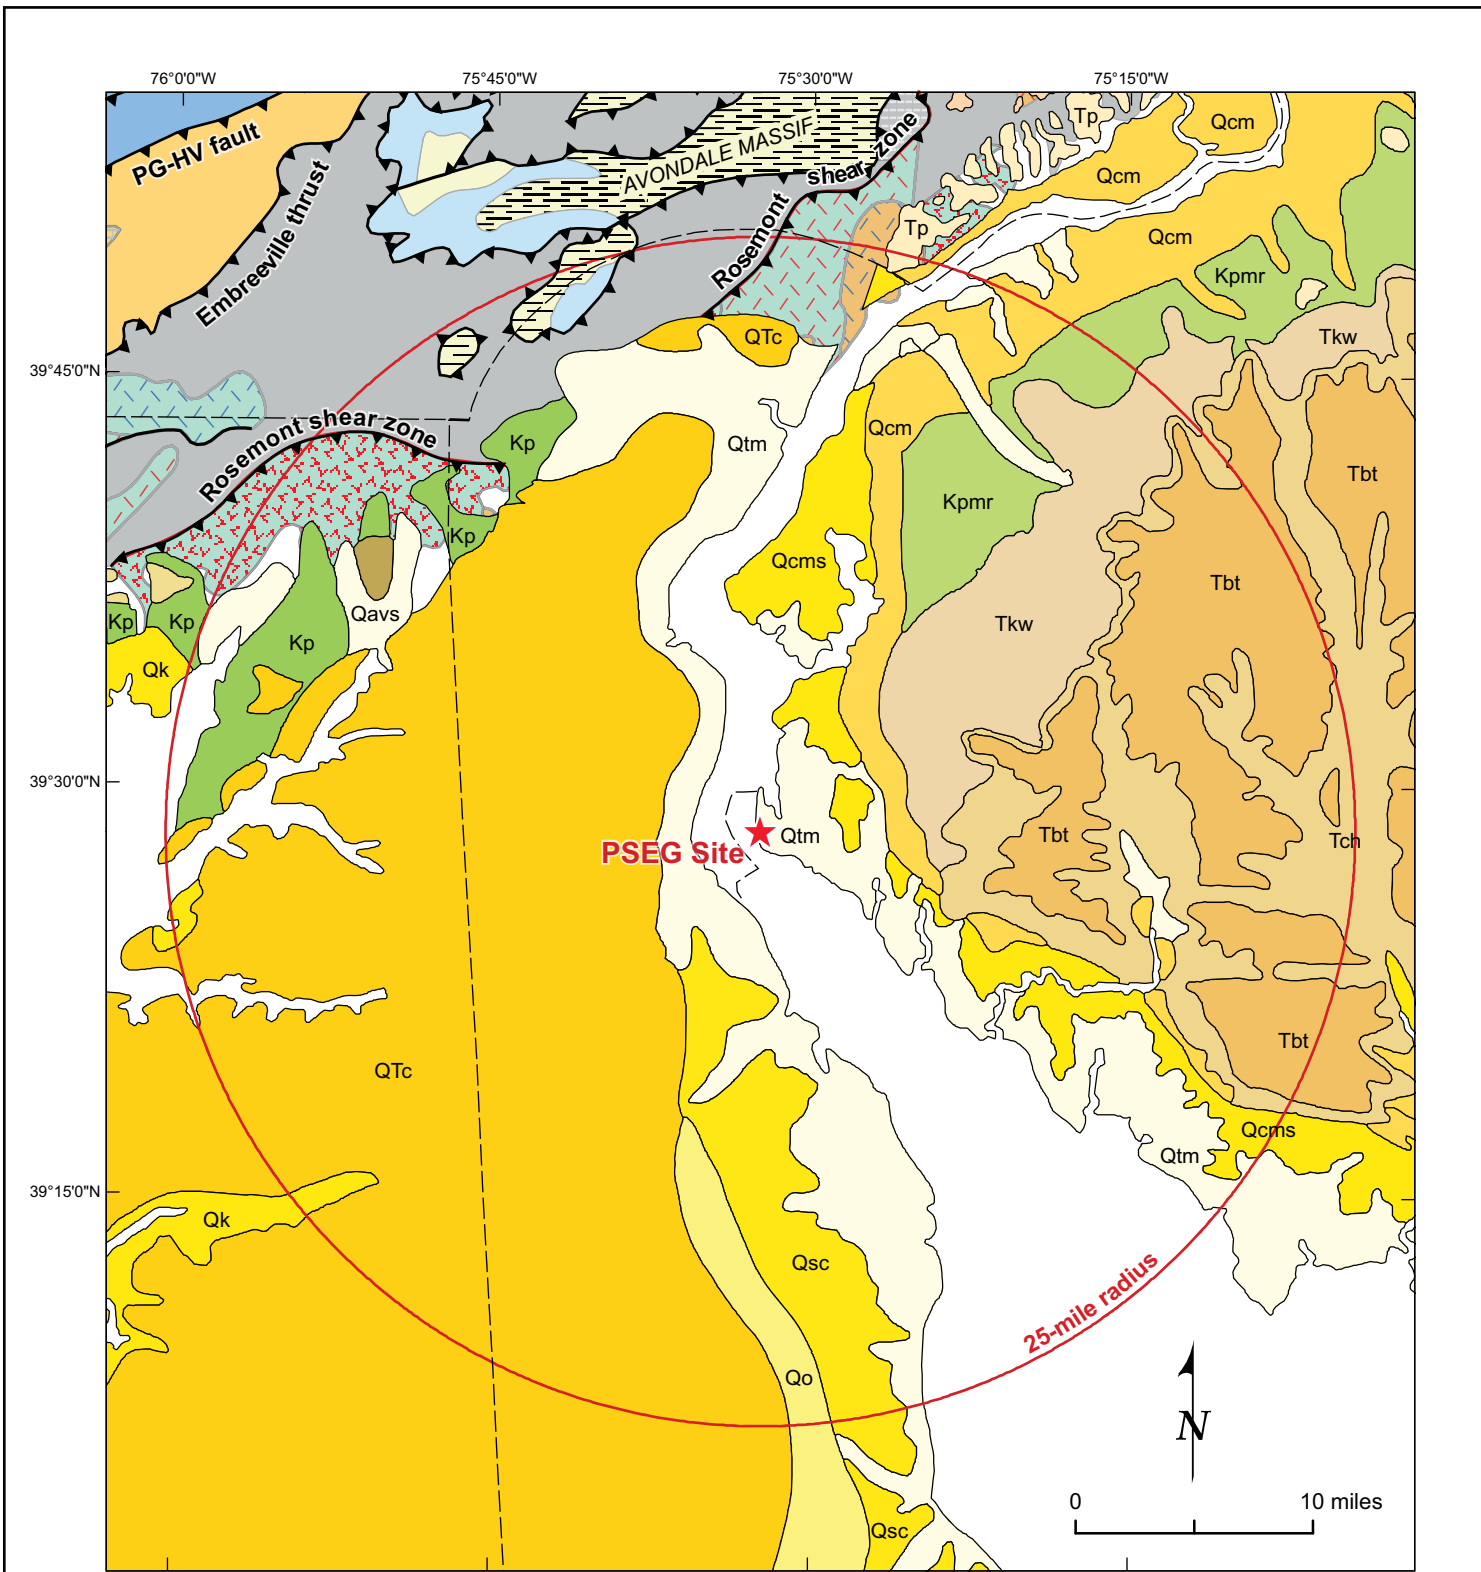 76°0'0"W
75°45'0"W
75°30'0"W
75°15'0"W
Tp
Qcm
PG-HV fault
AVONDALE MASSIF
shear zone
Qcm
Embreeville thrust
Rosemont
Tp
Qcm
Kpmr
QTc
Tkw
39°45'0"N
Rosemont shear zone
Kp
Qtm
Qcm
Tbt
Kpmr
Kp
Qcms
Tbt
Kp
Kp
Qavs
Kp
Tkw
Qk
39°30'0"N
PSEG Site
Qtm
Tbt
Tch
QTc
Tbt
Qcms
Qtm
39°15'0"N
Qk
Qsc
25-mile radius
Qo
N
0
10 miles
Qsc